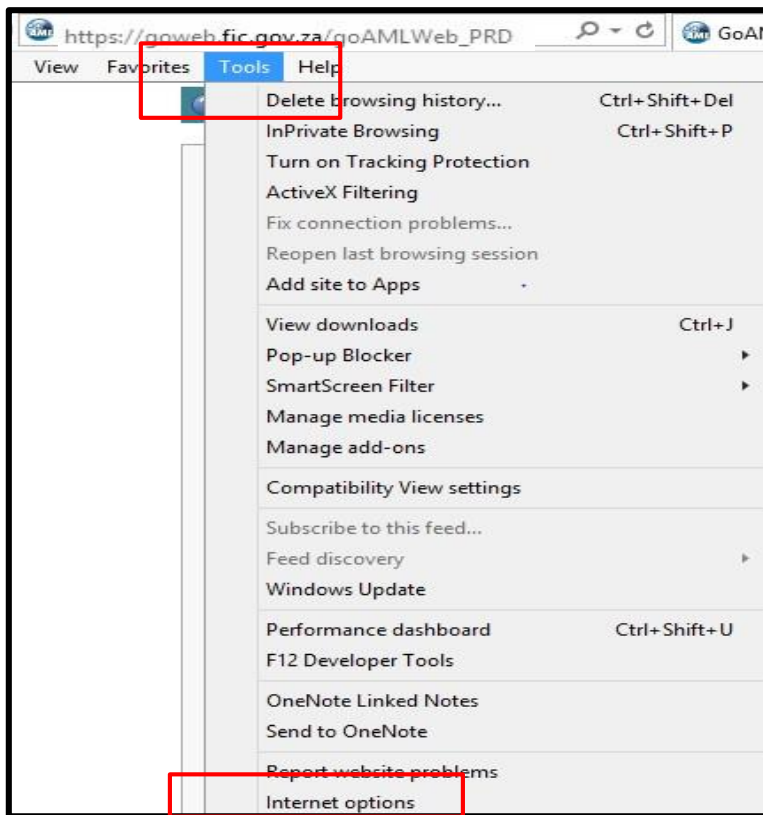 https://goweb.fic.gov.za/goAMLWeb_PRD GoAM
View Favorites Tools Help
Delete browsing history... Ctrl+Shift+Del
InPrivate Browsing Ctrl+Shift+P
Turn on Tracking Protection
ActiveX Filtering
Fix connection problems...
Reopen last browsing session
Add site to Apps
View downloads Ctrl+J
Pop-up Blocker
SmartScreen Filter
Manage media licenses
Manage add-ons
Compatibility View settings
Subscribe to this feed...
Feed discovery
Windows Update
Performance dashboard Ctrl+Shift+U
F12 Developer Tools
OneNote Linked Notes
Send to OneNote
Report website problems
Internet options